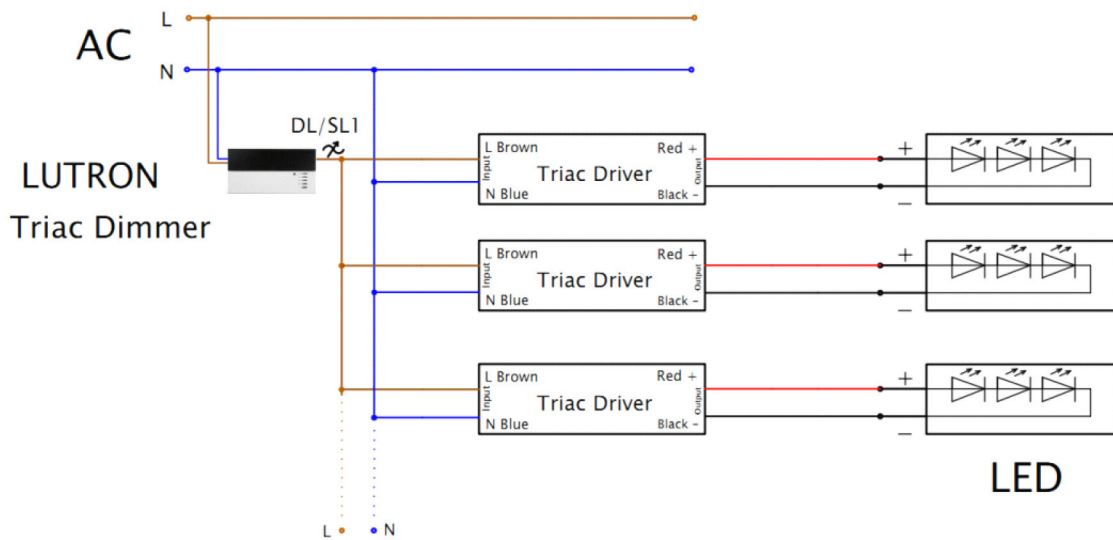 L
AC
N
DL/SL1
LUTRON
Triac Dimmer
L Brown
Red +
Input
Triac Driver
Output
N Blue
Black -
+
−
L Brown
Red +
Input
Triac Driver
Output
N Blue
Black -
+
−
L Brown
Red +
Input
Triac Driver
Output
N Blue
Black -
+
−
LED
L
N